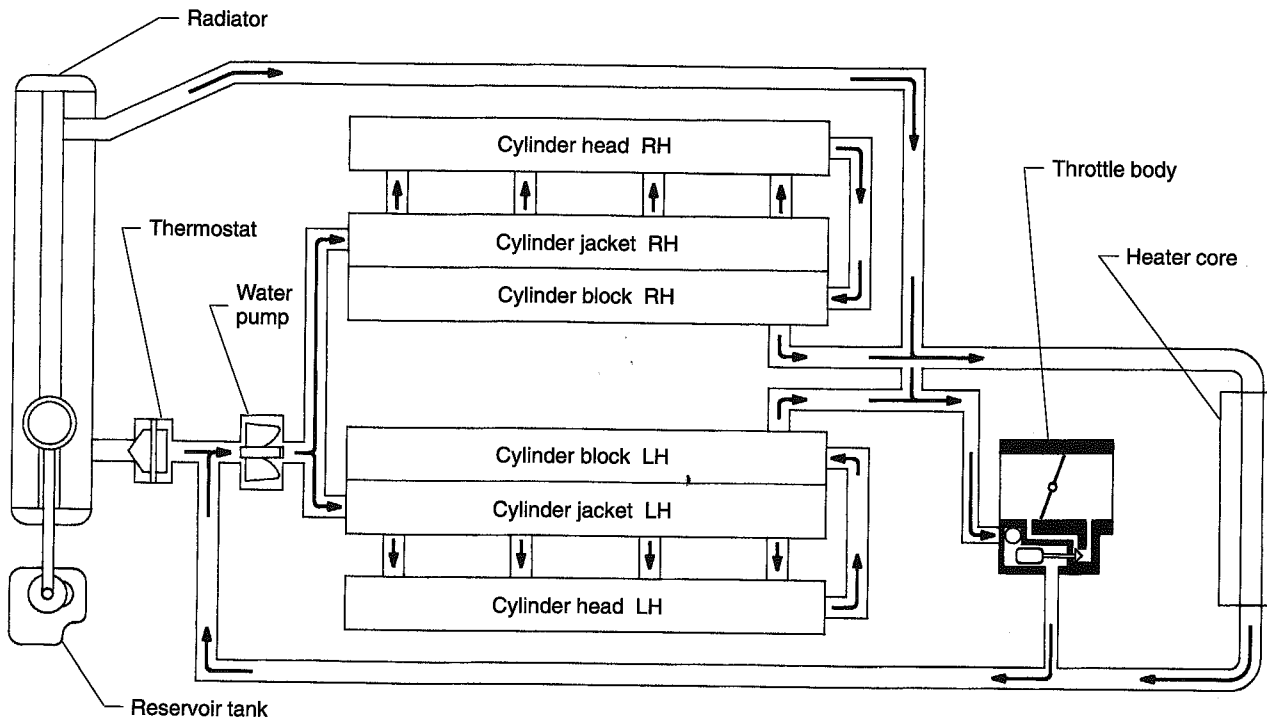 Radiator
Cylinder head RH
Throttle body
Thermostat
Cylinder jacket RH
Heater core
Water
pump
Cylinder block RH
Cylinder block LH
Cylinder jacket LH
Cylinder head LH
Reservoir tank